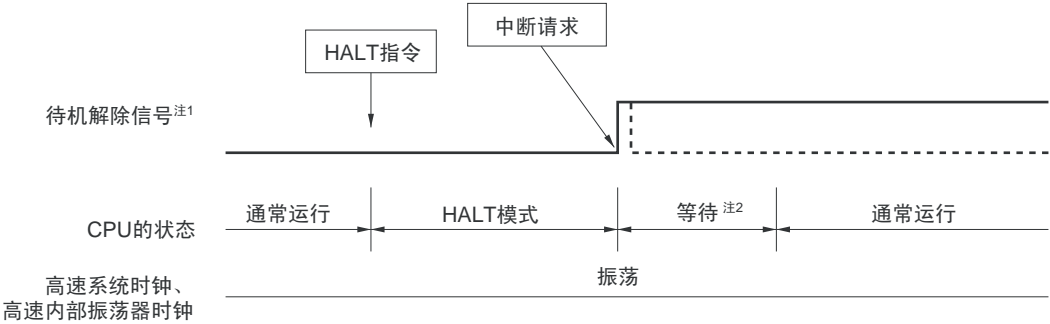 中断请求
HALT指令
待机解除信号注1
通常运行 HALT模式 等待 注2 通常运行
CPU的状态
振荡
高速系统时钟、
高速内部振荡器时钟